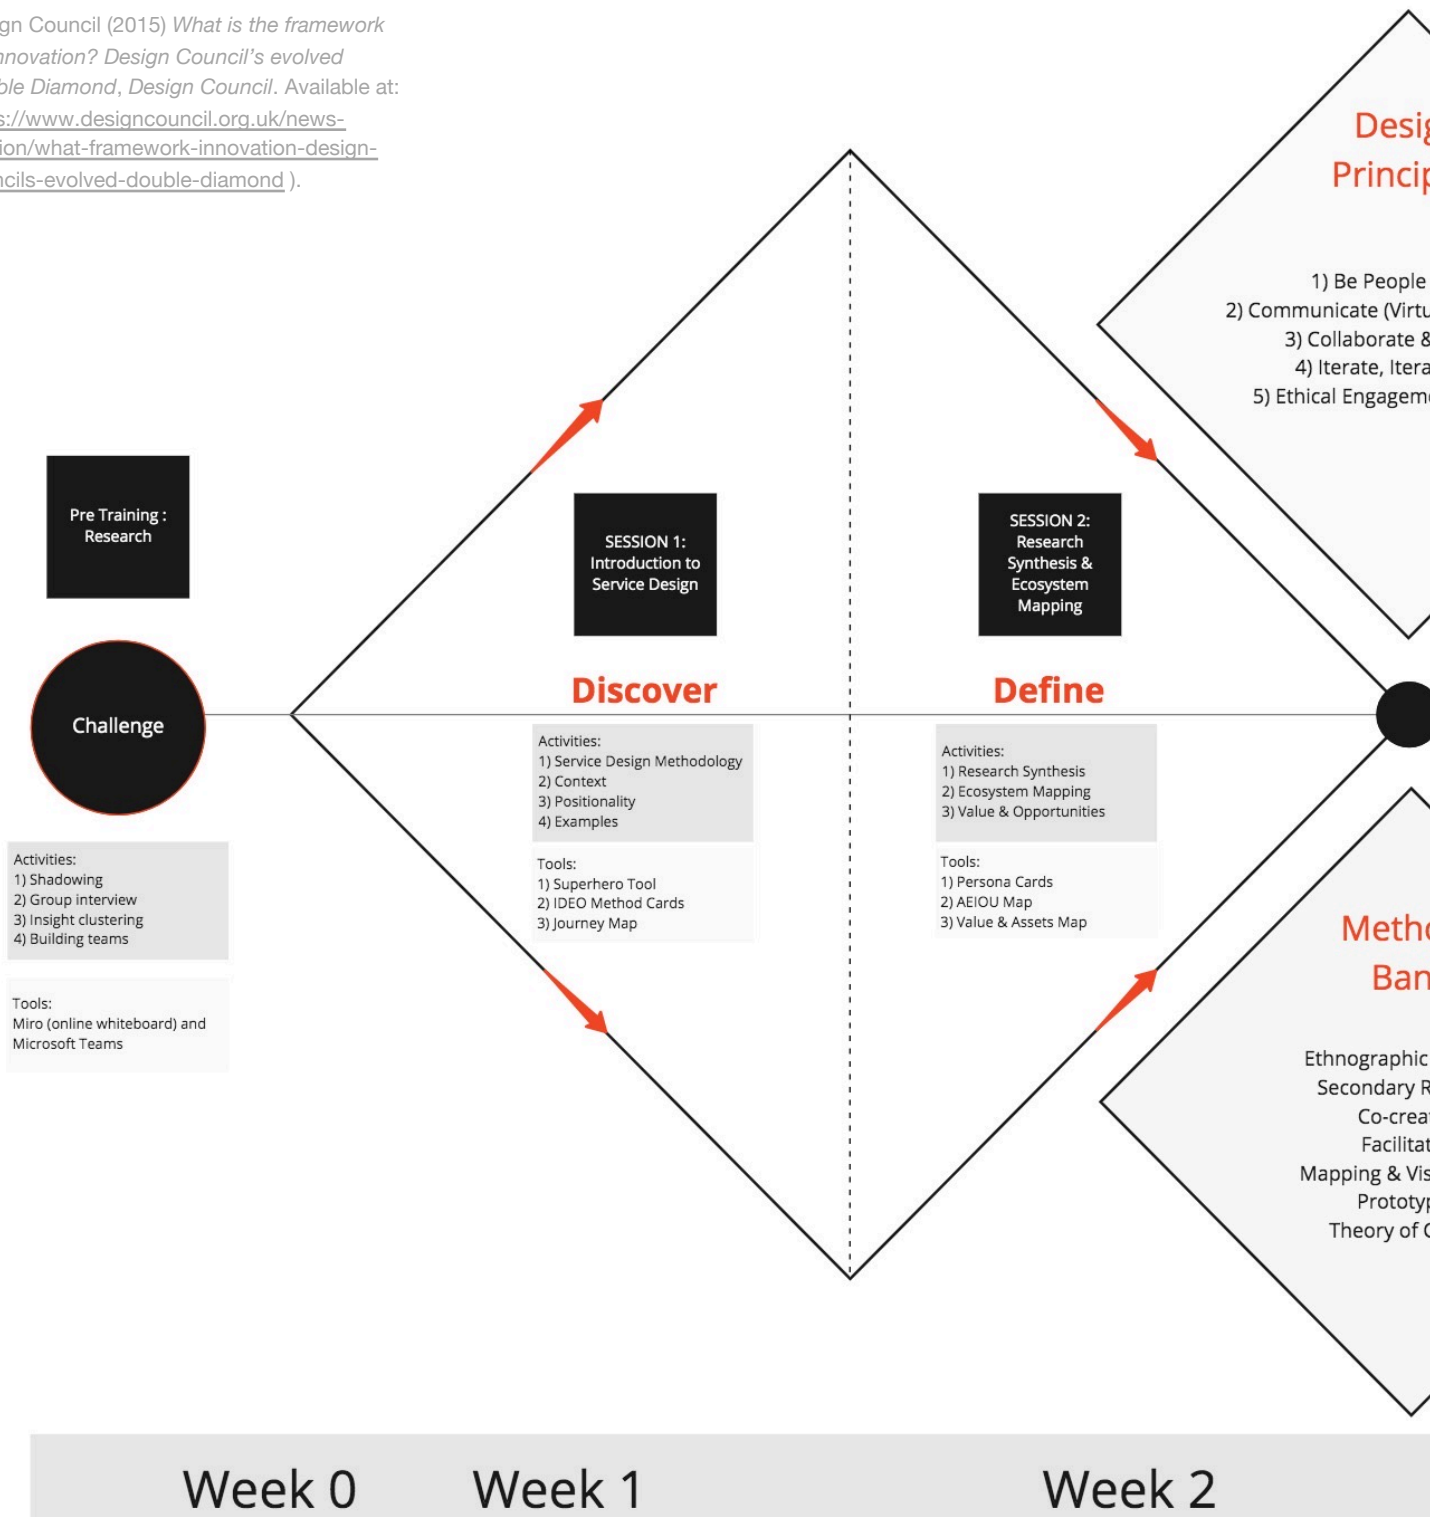 gn Council (2015) What is the framework
nnovation? Design Council’s evolved
ble Diamond, Design Council. Available at:
s://www.designcouncil.org.uk/news-
ion/what-framework-innovation-design-
ncils-evolved-double-diamond ).
Desig
Princip
1) Be People
2) Communicate (Virtu
3) Collaborate &
4) Iterate, Itera
5) Ethical Engageme
Pre Training :
Research
SESSION 1:
Introduction to
Service Design
SESSION 2:
Research
Synthesis &
Ecosystem
Mapping
Discover
Define
Challenge
Activities:
1) Service Design Methodology
2) Context
3) Positionality
4) Examples
Tools:
1) Superhero Tool
2) IDEO Method Cards
3) Journey Map
Activities:
1) Research Synthesis
2) Ecosystem Mapping
3) Value & Opportunities
Tools:
1) Persona Cards
2) AEIOU Map
3) Value & Assets Map
Activities:
1) Shadowing
2) Group interview
3) Insight clustering
4) Building teams
Tools:
Miro (online whiteboard) and
Microsoft Teams
Metho
Ban
Ethnographic
Secondary R
Co-crea
Facilitat
Mapping & Vis
Prototyp
Theory of C
Week 0
Week 1
Week 2